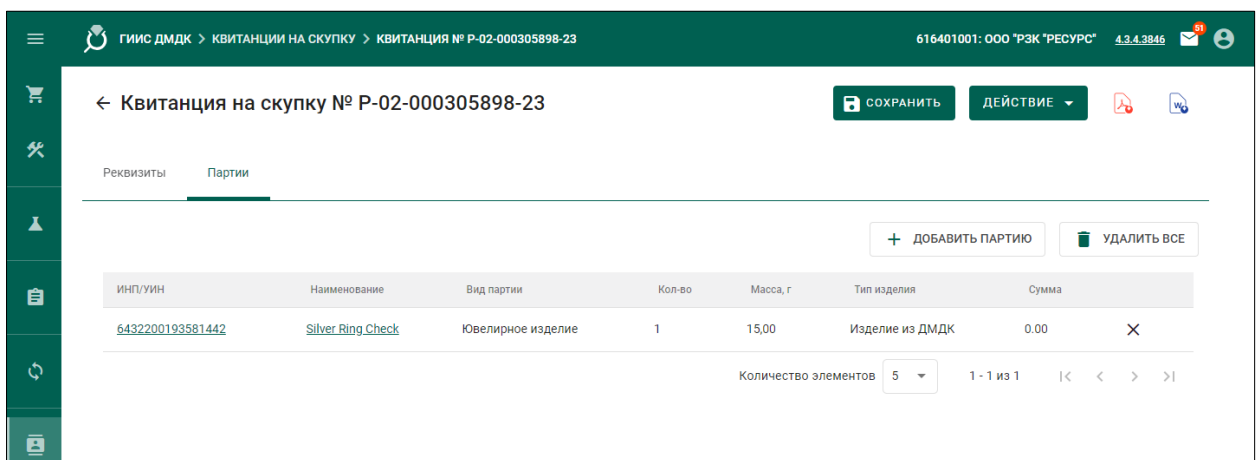 ГИИС ДМДК > КВИТАНЦИИ НА СКУПКУ > КВИТАНЦИЯ № Р-02-000305898-23
616401001: ООО "РЗК "РЕСУРС" 4.3.4.3846 51
← Квитанция на скупку № Р-02-000305898-23
СОХРАНИТЬ ДЕЙСТВИЕ
W
Реквизиты Партии
+ ДОБАВИТЬ ПАРТИЮ УДАЛИТЬ ВСЕ
ИНП/УИН Наименование Вид партии Кол-во Масса, г Тип изделия Сумма
6432200193581442 Silver Ring Check Ювелирное изделие 1 15,00 Изделие из ДМДК 0.00
Количество элементов 5 1 - 1 из 1